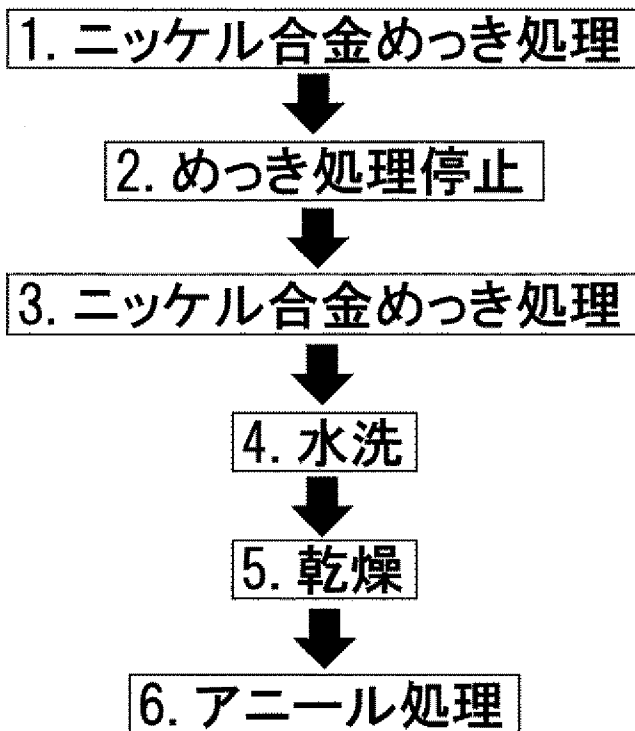 1. ニッケル合金めっき処理
2. めっき処理停止
3. ニッケル合金めっき処理
4. 水洗
5. 乾燥
6. アニール処理